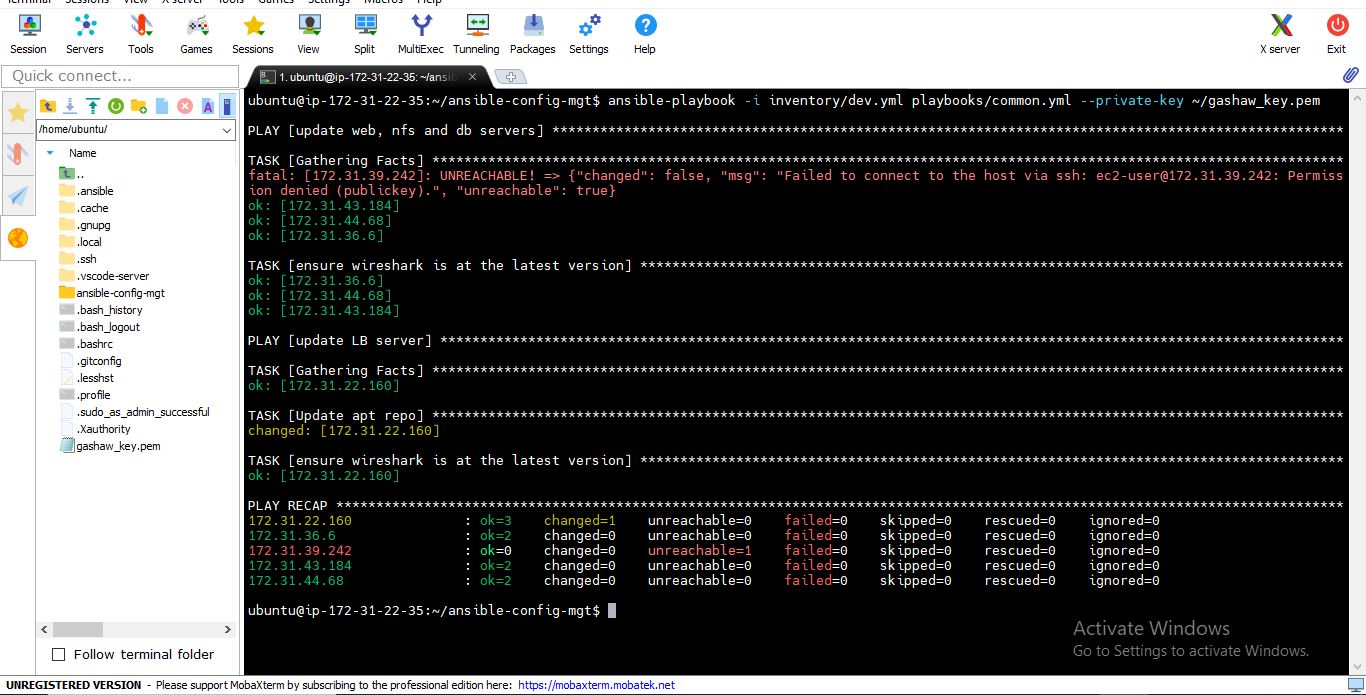 Terminal Sessions View X server Tools Games Settings Macros Help
Session Servers Tools Games Sessions View Split MultiExec Tunneling Packages Settings Help X server Exit
Quick connect...
1. ubuntu@ip-172-31-22-35: ~/ansib
/home/ubuntu/
Name
..
.ansible
.cache
.gnupg
.local
.ssh
.vscode-server
ansible-config-mgt
.bash_history
.bash_logout
.bashrc
.gitconfig
.lesshst
.profile
.sudo_as_admin_successful
.Xauthority
gashaw_key.pem
Follow terminal folder
ubuntu@ip-172-31-22-35:~/ansible-config-mgt$ ansible-playbook -i inventory/dev.yml playbooks/common.yml --private-key ~/gashaw_key.pem
PLAY [update web, nfs and db servers] ***************************************************************************************************
TASK [Gathering Facts] ******************************************************************************************************************
fatal: [172.31.39.242]: UNREACHABLE! => {"changed": false, "msg": "Failed to connect to the host via ssh: ec2-user@172.31.39.242: Permiss
ion denied (publickey).", "unreachable": true}
ok: [172.31.43.184]
ok: [172.31.44.68]
ok: [172.31.36.6]
TASK [ensure wireshark is at the latest version] ****************************************************************************************
ok: [172.31.36.6]
ok: [172.31.44.68]
ok: [172.31.43.184]
PLAY [update LB server] *****************************************************************************************************************
TASK [Gathering Facts] ******************************************************************************************************************
ok: [172.31.22.160]
TASK [Update apt repo] ******************************************************************************************************************
changed: [172.31.22.160]
TASK [ensure wireshark is at the latest version] ****************************************************************************************
ok: [172.31.22.160]
PLAY RECAP ******************************************************************************************************************************
172.31.22.160 : ok=3 changed=1 unreachable=0 failed=0 skipped=0 rescued=0 ignored=0
172.31.36.6 : ok=2 changed=0 unreachable=0 failed=0 skipped=0 rescued=0 ignored=0
172.31.39.242 : ok=0 changed=0 unreachable=1 failed=0 skipped=0 rescued=0 ignored=0
172.31.43.184 : ok=2 changed=0 unreachable=0 failed=0 skipped=0 rescued=0 ignored=0
172.31.44.68 : ok=2 changed=0 unreachable=0 failed=0 skipped=0 rescued=0 ignored=0
ubuntu@ip-172-31-22-35:~/ansible-config-mgt$
Activate Windows
Go to Settings to activate Windows.
UNREGISTERED VERSION - Please support MobaXterm by subscribing to the professional edition here: https://mobaxterm.mobatek.net